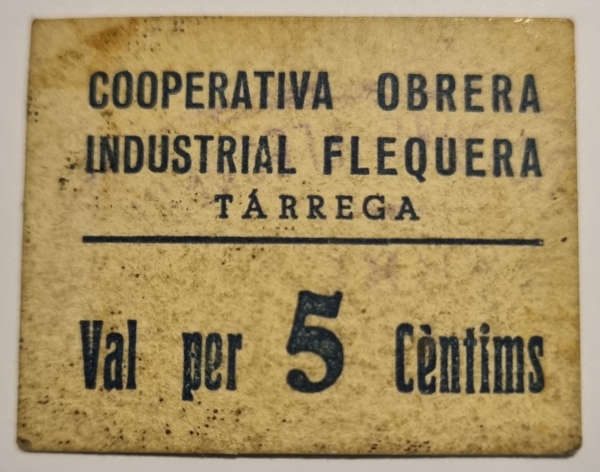 COOPERATIVA OBRERA
INDUSTRIAL FLEQUERA
TÁRREGA
Val per 5 Cèntims